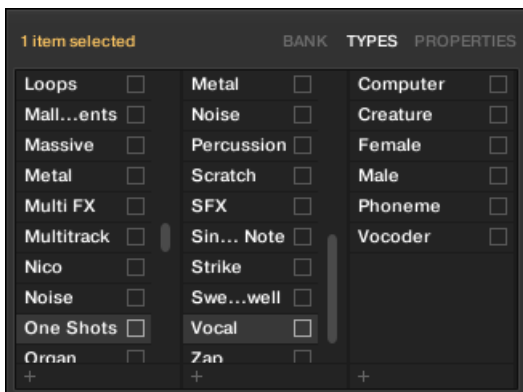 1 item selected BANK TYPES PROPERTIES
Loops Metal Computer
Mall...ents Noise Creature
Massive Percussion Female
Metal Scratch Male
Multi FX SFX Phoneme
Multitrack Sin... Note Vocoder
Nico Strike
Noise Swe...well
One Shots Vocal
Organ Zap
+ + +